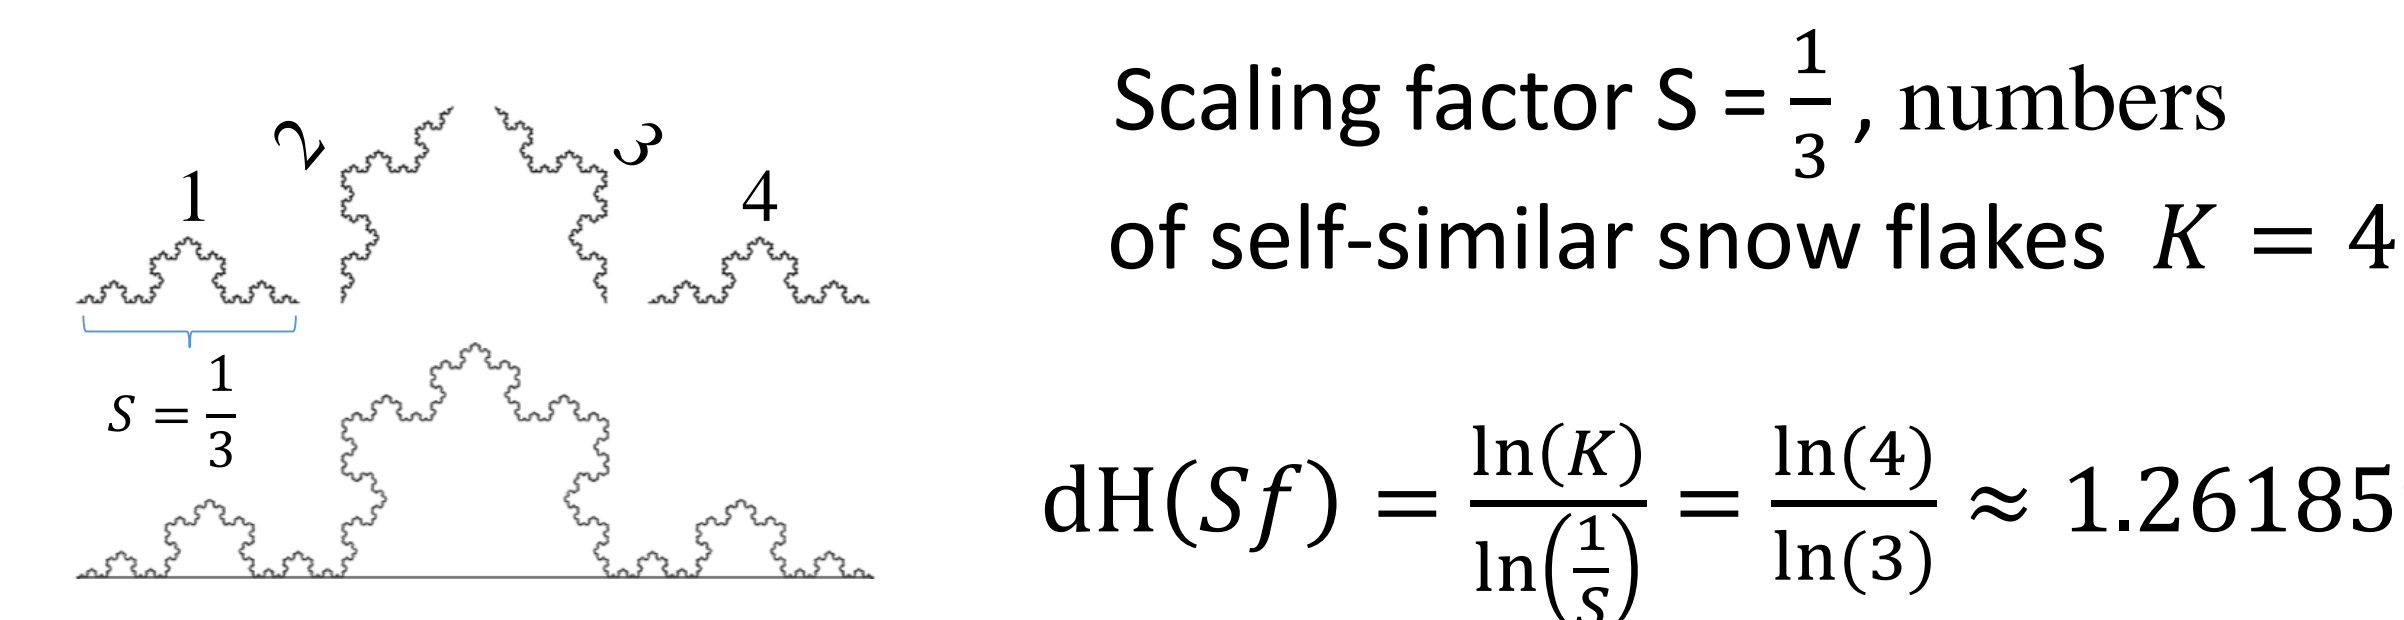 1 2 3 4
S = 1/3
Scaling factor S = 1/3 , numbers
of self-similar snow flakes K = 4
dH(Sf) = ln(K)/ln(1/S) = ln(4)/ln(3) ≈ 1.26185